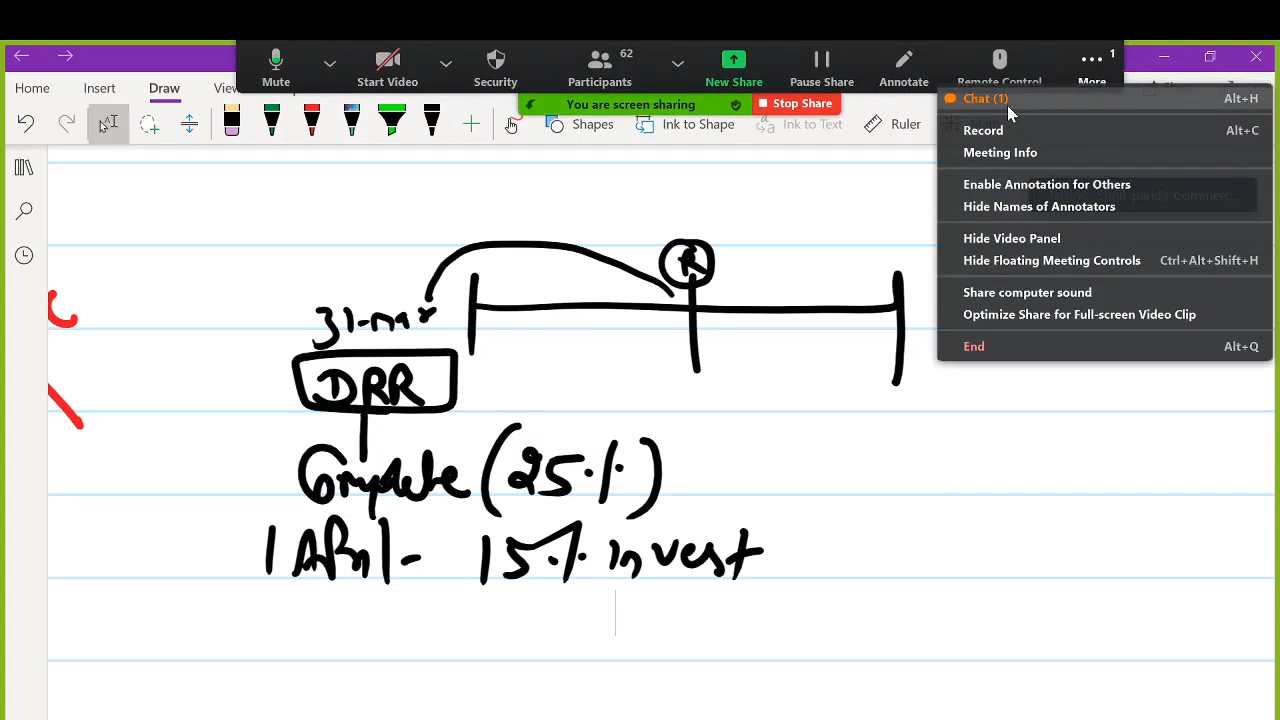 Mute
Start Video
Security
Participants
62
New Share
Pause Share
Annotate
Remote Control
More
1
You are screen sharing
Stop Share
Home
Insert
Draw
Shapes
Ink to Shape
Ink to Text
Ruler
Chat (1) Alt+H
Record Alt+C
Meeting Info
Enable Annotation for Others
Hide Names of Annotators
Hide Video Panel
Hide Floating Meeting Controls Ctrl+Alt+Shift+H
Share computer sound
Optimize Share for Full-screen Video Clip
End Alt+Q
R
31-mar
DRR
(25%)
1 April - 15% invest